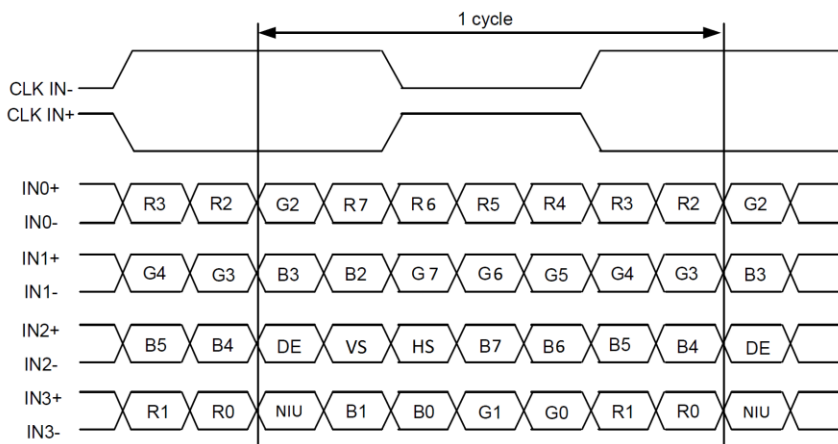 1 cycle
CLK IN-
CLK IN+
IN0+
R3 R2 G2 R7 R6 R5 R4 R3 R2 G2
IN0-
IN1+
G4 G3 B3 B2 G7 G6 G5 G4 G3 B3
IN1-
IN2+
B5 B4 DE VS HS B7 B6 B5 B4 DE
IN2-
IN3+
R1 R0 NIU B1 B0 G1 G0 R1 R0 NIU
IN3-